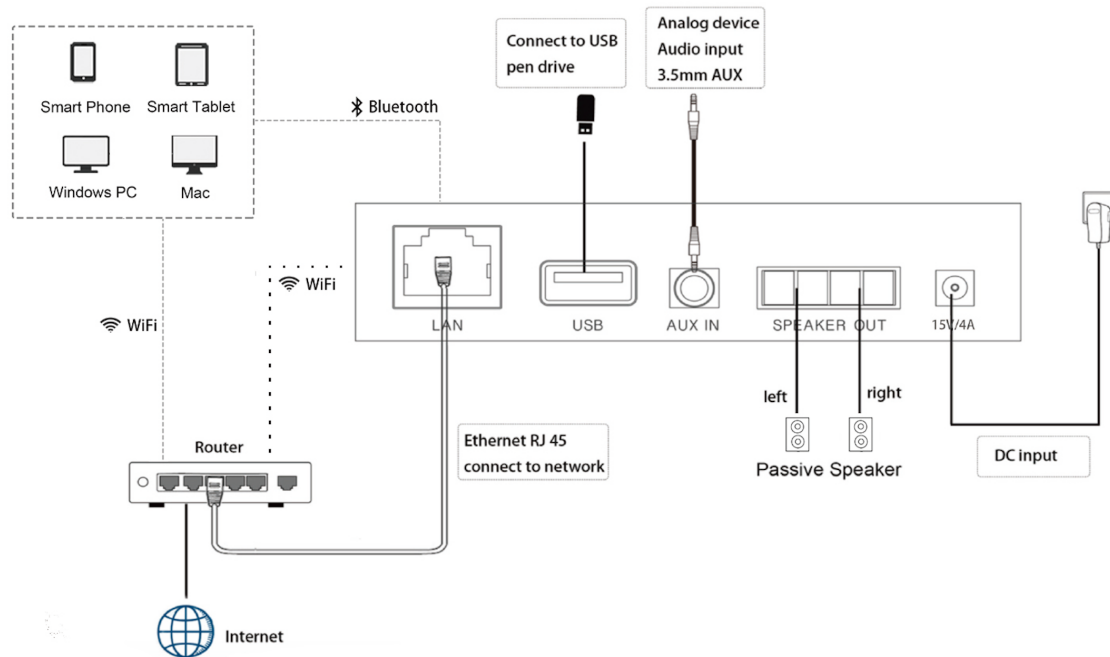 Smart Phone
Smart Tablet
Windows PC
Mac
Bluetooth
Connect to USB
pen drive
Analog device
Audio input
3.5mm AUX
WiFi
WiFi
LAN
USB
AUX IN
SPEAKER OUT
15V/4A
left
right
Passive Speaker
DC input
Ethernet RJ 45
connect to network
Router
Internet